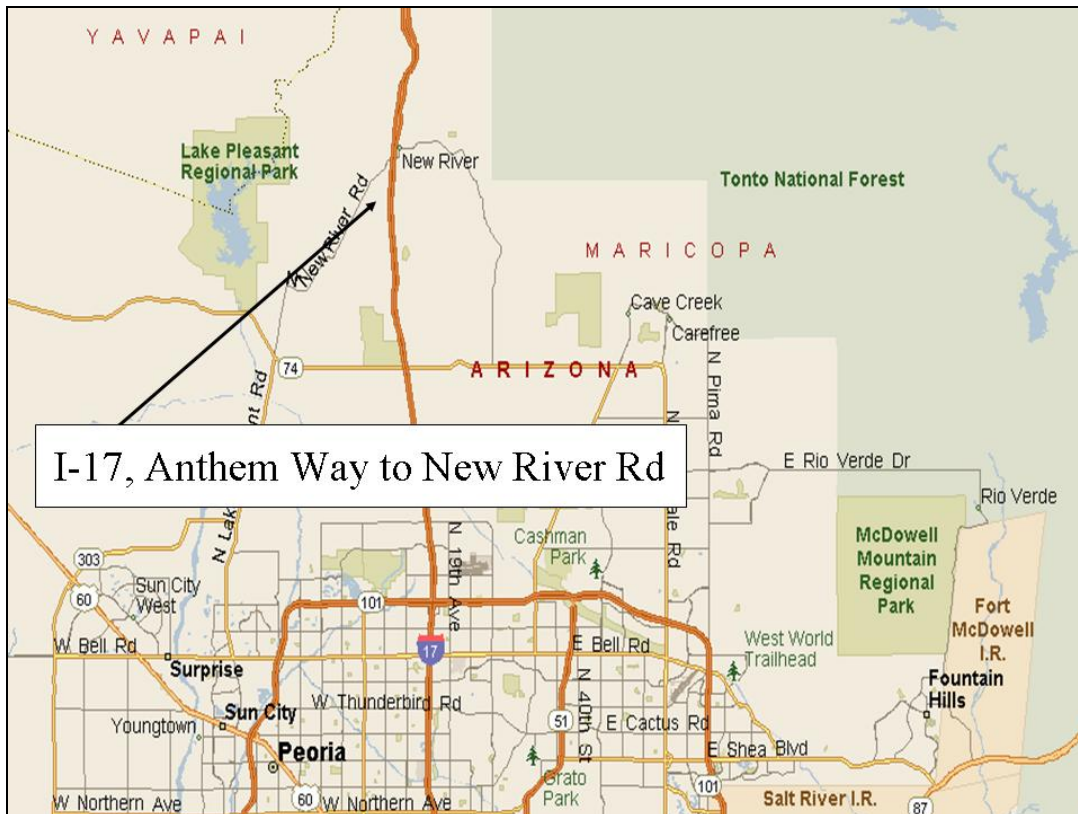 YAVAPAI
Lake Pleasant
Regional Park
New River
New River Rd
Tonto National Forest
MARICOPA
Cave Creek
Carefree
74
ARIZONA
N Pima Rd
I-17, Anthem Way to New River Rd
E Rio Verde Dr
Rio Verde
N 19th Ave
Cashman
Park
McDowell
Mountain
Regional
Park
303
60
Sun City
West
101
Fort
McDowell
I.R.
W Bell Rd
17
E Bell Rd
West World
Trailhead
Surprise
W Thunderbird Rd
N 40th St
Fountain
Hills
Youngtown
Sun City
51
E Cactus Rd
Peoria
E Shea Blvd
Grato
Park
101
W Northern Ave
60
W Northern Ave
Salt River I.R.
87